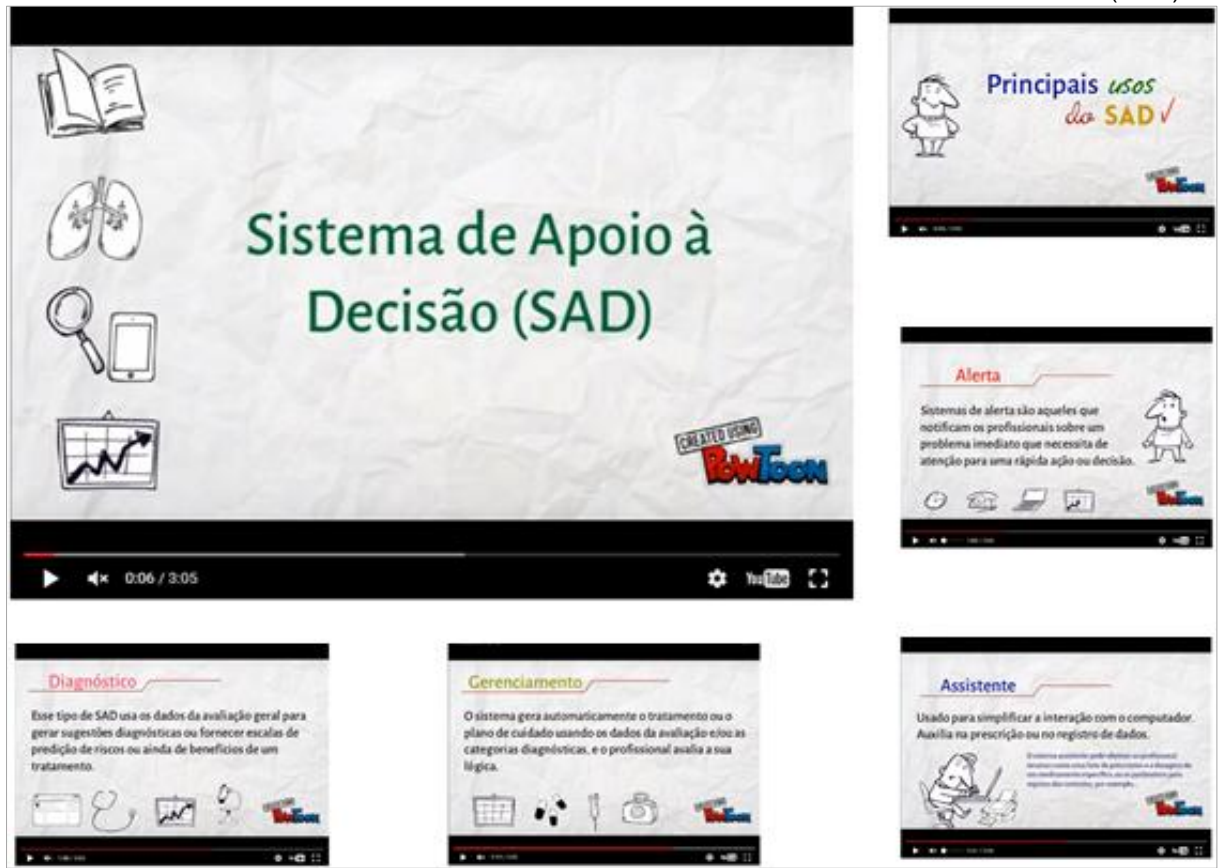 Sistema de Apoio à
Decisão (SAD)
CREATED USING
POWTOON
0:06 / 3:05
YouTube
Principais usos
do SAD
Alerta
Sistemas de alerta são aqueles que
notificam os profissionais sobre um
problema imediato que necessita de
atenção para uma rápida ação ou decisão.
Diagnóstico
Esse tipo de SAD usa os dados da avaliação geral para
gerar sugestões diagnósticas ou fornecer escalas de
predição de riscos ou ainda de benefícios de um
tratamento.
Gerenciamento
O sistema gera automaticamente o tratamento ou o
plano de cuidado usando os dados da avaliação e/ou as
categorias diagnósticas, e o profissional avalia a sua
lógica.
Assistente
Usado para simplificar a interação com o computador.
Auxilia na prescrição ou no registro de dados.